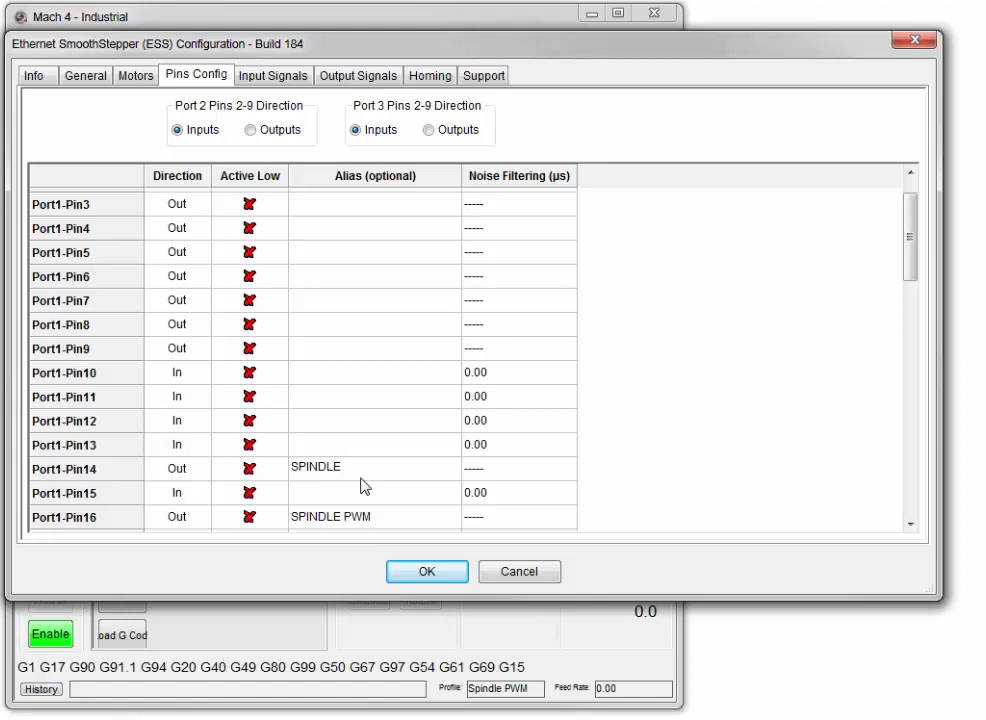 Mach 4 - Industrial
Ethernet SmoothStepper (ESS) Configuration - Build 184
Info General Motors Pins Config Input Signals Output Signals Homing Support
Port 2 Pins 2-9 Direction Port 3 Pins 2-9 Direction
Inputs Outputs Inputs Outputs
Direction Active Low Alias (optional) Noise Filtering (µs)
Port1-Pin3 Out -----
Port1-Pin4 Out -----
Port1-Pin5 Out -----
Port1-Pin6 Out -----
Port1-Pin7 Out -----
Port1-Pin8 Out -----
Port1-Pin9 Out -----
Port1-Pin10 In 0.00
Port1-Pin11 In 0.00
Port1-Pin12 In 0.00
Port1-Pin13 In 0.00
Port1-Pin14 Out SPINDLE -----
Port1-Pin15 In 0.00
Port1-Pin16 Out SPINDLE PWM -----
OK Cancel
0.0
Enable oad G Cod
G1 G17 G90 G91.1 G94 G20 G40 G49 G80 G99 G50 G67 G97 G54 G61 G69 G15
History Profile: Spindle PWM Feed Rate: 0.00